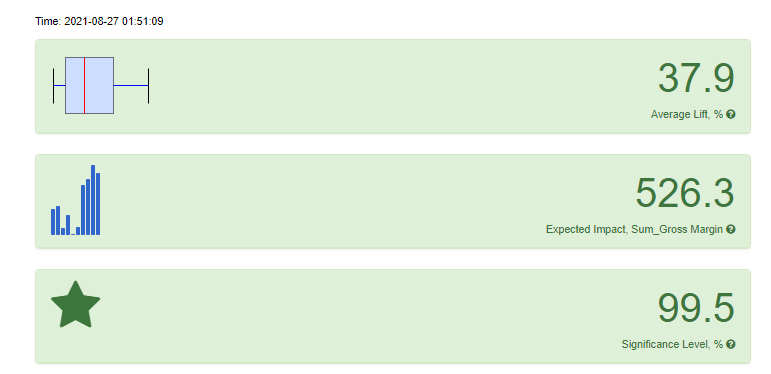 Time: 2021-08-27 01:51:09
37.9
Average Lift, % ?
526.3
Expected Impact, Sum_Gross Margin ?
99.5
Significance Level, % ?